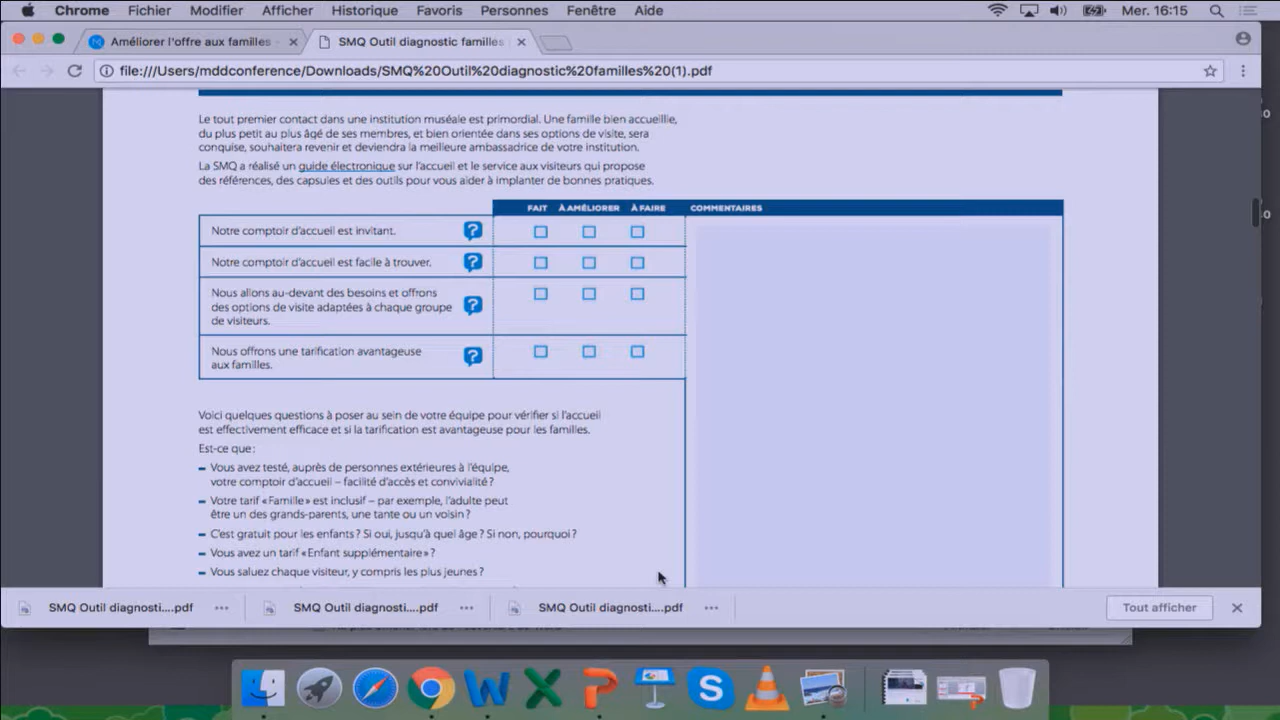 Chrome Fichier Modifier Afficher Historique Favoris Personnes Fenêtre Aide Mer. 16:15
Améliorer l'offre aux familles SMQ Outil diagnostic familles
file:///Users/mddconference/Downloads/SMQ%20Outil%20diagnostic%20familles%20(1).pdf
Le tout premier contact dans une institution muséale est primordial. Une famille bien accueillie,
du plus petit au plus âgé de ses membres, et bien orientée dans ses options de visite, sera
conquise, souhaitera revenir et deviendra la meilleure ambassadrice de votre institution.
La SMQ a réalisé un guide électronique sur l'accueil et le service aux visiteurs qui propose
des références, des capsules et des outils pour vous aider à implanter de bonnes pratiques.
FAIT À AMÉLIORER À FAIRE COMMENTAIRES
Notre comptoir d'accueil est invitant. ?
Notre comptoir d'accueil est facile à trouver. ?
Nous allons au-devant des besoins et offrons
des options de visite adaptées à chaque groupe ?
de visiteurs.
Nous offrons une tarification avantageuse ?
aux familles.
Voici quelques questions à poser au sein de votre équipe pour vérifier si l'accueil
est effectivement efficace et si la tarification est avantageuse pour les familles.
Est-ce que :
– Vous avez testé, auprès de personnes extérieures à l'équipe,
votre comptoir d'accueil – facilité d'accès et convivialité ?
– Votre tarif « Famille » est inclusif – par exemple, l'adulte peut
être un des grands-parents, une tante ou un voisin ?
– C'est gratuit pour les enfants ? Si oui, jusqu'à quel âge ? Si non, pourquoi ?
– Vous avez un tarif « Enfant supplémentaire » ?
– Vous saluez chaque visiteur, y compris les plus jeunes ?
SMQ Outil diagnosti....pdf SMQ Outil diagnosti....pdf SMQ Outil diagnosti....pdf Tout afficher